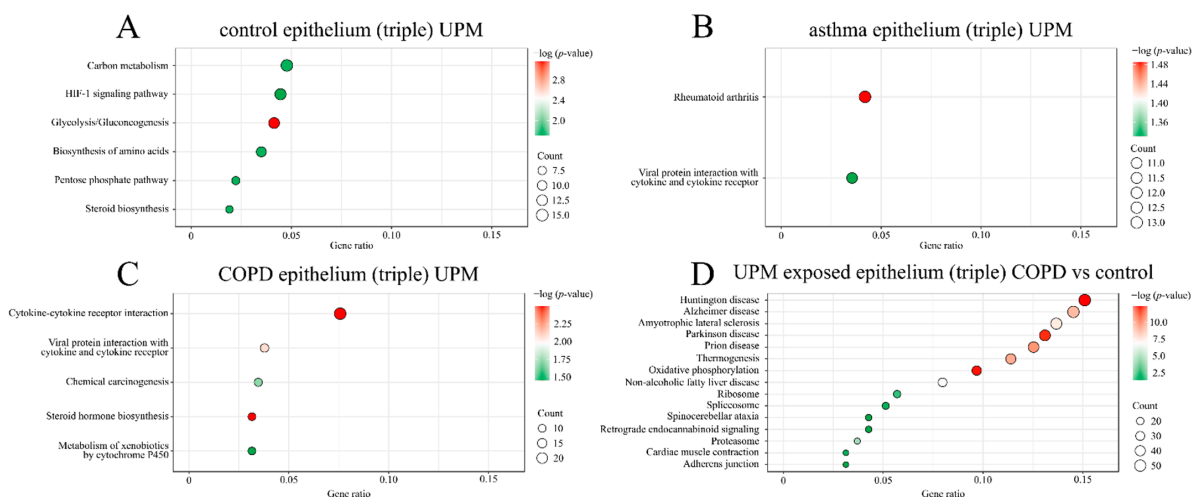 A
control epithelium (triple) UPM
Carbon metabolism
HIF-1 signaling pathway
Glycolysis/Gluconeogenesis
Biosynthesis of amino acids
Pentose phosphate pathway
Steroid biosynthesis
0
0.05
0.10
0.15
Gene ratio
−log (p-value)
2.8
2.4
2.0
Count
7.5
10.0
12.5
15.0
B
asthma epithelium (triple) UPM
Rheumatoid arthritis
Viral protein interaction with
cytokine and cytokine receptor
0
0.05
0.10
0.15
Gene ratio
−log (p-value)
1.48
1.44
1.40
1.36
Count
11.0
11.5
12.0
12.5
13.0
C
COPD epithelium (triple) UPM
Cytokine-cytokine receptor interaction
Viral protein interaction with
cytokine and cytokine receptor
Chemical carcinogenesis
Steroid hormone biosynthesis
Metabolism of xenobiotics
by cytochrome P450
0
0.05
0.10
0.15
Gene ratio
−log (p-value)
2.25
2.00
1.75
1.50
Count
10
15
20
D
UPM exposed epithelium (triple) COPD vs control
Huntington disease
Alzheimer disease
Amyotrophic lateral sclerosis
Parkinson disease
Prion disease
Thermogenesis
Oxidative phosphorylation
Non-alcoholic fatty liver disease
Ribosome
Spliceosome
Spinocerebellar ataxia
Retrograde endocannabinoid signaling
Proteasome
Cardiac muscle contraction
Adherens junction
0
0.05
0.10
0.15
Gene ratio
−log (p-value)
10.0
7.5
5.0
2.5
Count
20
30
40
50